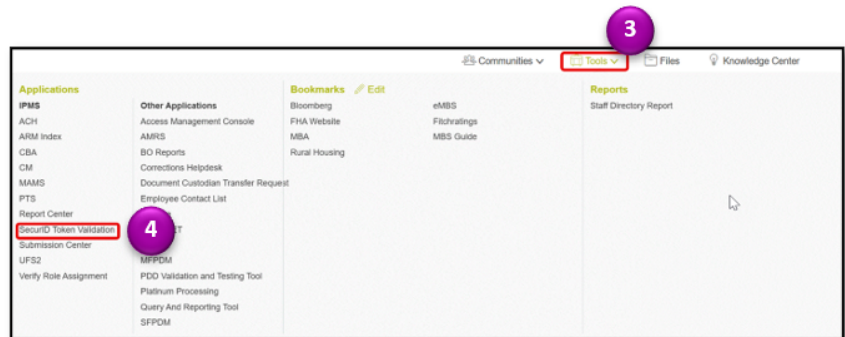 3
Communities
Tools
Files
Knowledge Center
Applications
IPMS
ACH
ARM Index
CBA
CM
MAMS
PTS
Report Center
SecurID Token Validation
Submission Center
UFS2
Verify Role Assignment
Other Applications
Access Management Console
AMRS
BO Reports
Corrections Helpdesk
Document Custodian Transfer Request
Employee Contact List
4
MFPDM
PDD Validation and Testing Tool
Platinum Processing
Query And Reporting Tool
SFPDM
Bookmarks Edit
Bloomberg
FHA Website
MBA
Rural Housing
eMBS
Fitchratings
MBS Guide
Reports
Staff Directory Report